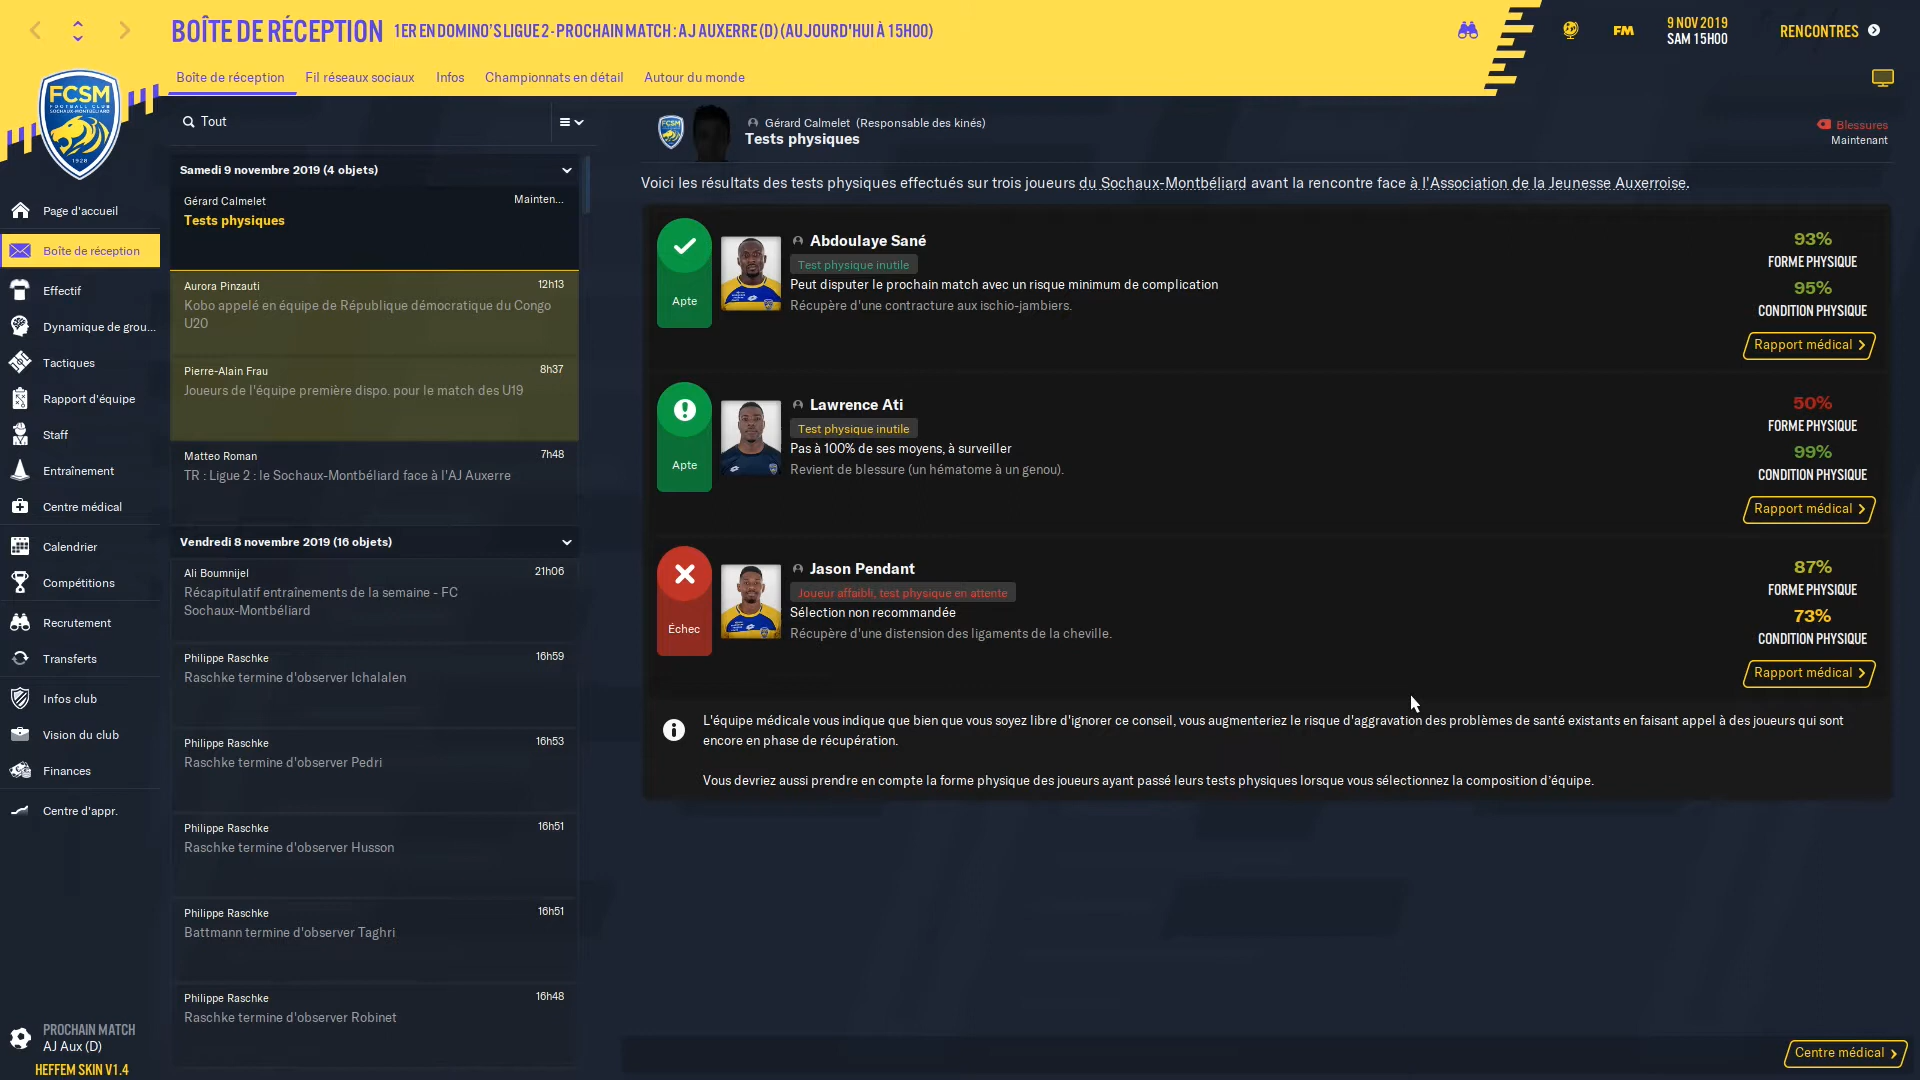 BOÎTE DE RÉCEPTION
1ER EN DOMINO'S LIGUE 2 - PROCHAIN MATCH : AJ AUXERRE (D) (AUJOURD'HUI À 15H00)
FM
9 NOV 2019
SAM 15H00
RENCONTRES
Boîte de réception
Fil réseaux sociaux
Infos
Championnats en détail
Autour du monde
FCSM
FOOTBALL CLUB
SOCHAUX-MONTBÉLIARD
1928
Page d'accueil
Boîte de réception
Effectif
Dynamique de grou...
Tactiques
Rapport d'équipe
Staff
Entraînement
Centre médical
Calendrier
Compétitions
Recrutement
Transferts
Infos club
Vision du club
Finances
Centre d'appr.
PROCHAIN MATCH
AJ Aux (D)
HEFFEM SKIN V1.4
Tout
Samedi 9 novembre 2019 (4 objets)
Gérard Calmelet
Mainten...
Tests physiques
Aurora Pinzauti
12h13
Kobo appelé en équipe de République démocratique du Congo
U20
Pierre-Alain Frau
8h37
Joueurs de l'équipe première dispo. pour le match des U19
Matteo Roman
7h48
TR : Ligue 2 : le Sochaux-Montbéliard face à l'AJ Auxerre
Vendredi 8 novembre 2019 (16 objets)
Ali Boumnijel
21h06
Récapitulatif entraînements de la semaine - FC
Sochaux-Montbéliard
Philippe Raschke
16h59
Raschke termine d'observer Ichalalen
Philippe Raschke
16h53
Raschke termine d'observer Pedri
Philippe Raschke
16h51
Raschke termine d'observer Husson
Philippe Raschke
16h51
Battmann termine d'observer Taghri
Philippe Raschke
16h48
Raschke termine d'observer Robinet
Gérard Calmelet (Responsable des kinés)
Tests physiques
Blessures
Maintenant
Voici les résultats des tests physiques effectués sur trois joueurs du Sochaux-Montbéliard avant la rencontre face à l'Association de la Jeunesse Auxerroise.
Apte
Abdoulaye Sané
Test physique inutile
Peut disputer le prochain match avec un risque minimum de complication
Récupère d'une contracture aux ischio-jambiers.
93%
FORME PHYSIQUE
95%
CONDITION PHYSIQUE
Rapport médical
Apte
Lawrence Ati
Test physique inutile
Pas à 100% de ses moyens, à surveiller
Revient de blessure (un hématome à un genou).
50%
FORME PHYSIQUE
99%
CONDITION PHYSIQUE
Rapport médical
Échec
Jason Pendant
Joueur affaibli, test physique en attente
Sélection non recommandée
Récupère d'une distension des ligaments de la cheville.
87%
FORME PHYSIQUE
73%
CONDITION PHYSIQUE
Rapport médical
L'équipe médicale vous indique que bien que vous soyez libre d'ignorer ce conseil, vous augmenteriez le risque d'aggravation des problèmes de santé existants en faisant appel à des joueurs qui sont
encore en phase de récupération.
Vous devriez aussi prendre en compte la forme physique des joueurs ayant passé leurs tests physiques lorsque vous sélectionnez la composition d'équipe.
Centre médical